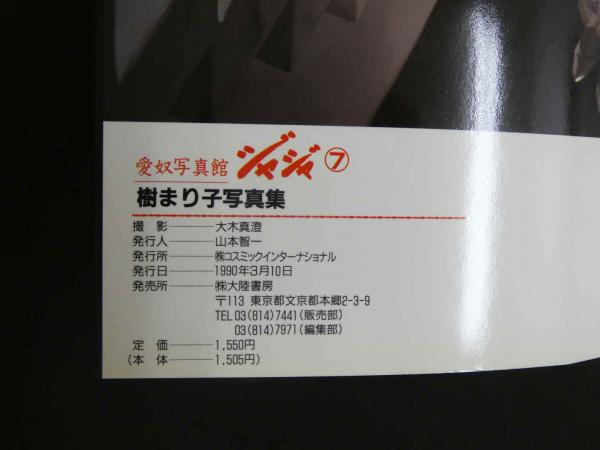 愛奴写真館 ジャジャ ⑦
樹まり子写真集
撮影――大木真澄
発行人――山本智一
発行所――㈱コスミックインターナショナル
発行日――1990年3月10日
発売所――㈱大陸書房
〒113 東京都文京区本郷2-3-9
TEL 03(814)7441(販売部)
03(814)7971(編集部)
定価――1,550円
(本体――1,505円)